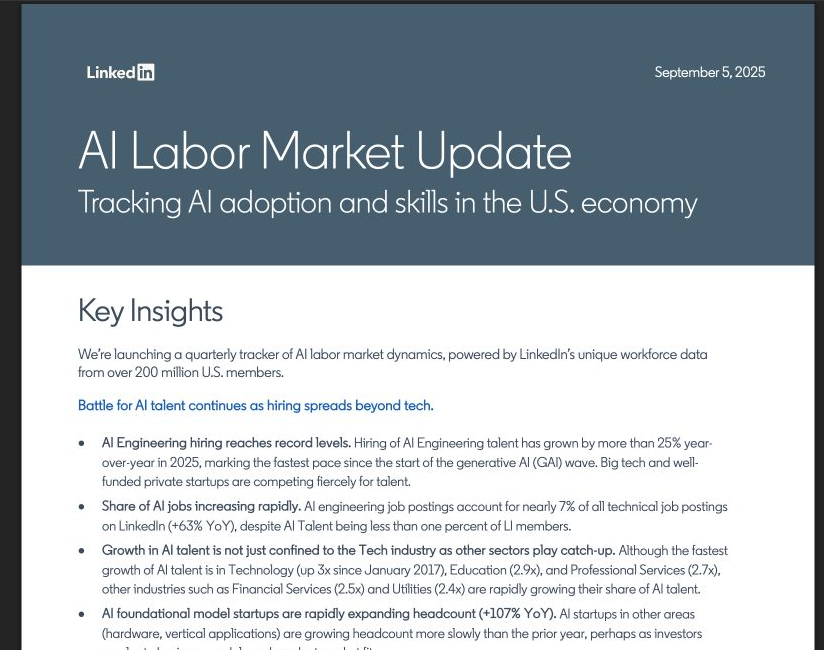 LinkedIn
September 5, 2025
AI Labor Market Update
Tracking AI adoption and skills in the U.S. economy
Key Insights
We're launching a quarterly tracker of AI labor market dynamics, powered by LinkedIn's unique workforce data
from over 200 million U.S. members.
Battle for AI talent continues as hiring spreads beyond tech.
• AI Engineering hiring reaches record levels. Hiring of AI Engineering talent has grown by more than 25% year-
over-year in 2025, marking the fastest pace since the start of the generative AI (GAI) wave. Big tech and well-
funded private startups are competing fiercely for talent.
• Share of AI jobs increasing rapidly. AI engineering job postings account for nearly 7% of all technical job postings
on LinkedIn (+63% YoY), despite AI Talent being less than one percent of LI members.
• Growth in AI talent is not just confined to the Tech industry as other sectors play catch-up. Although the fastest
growth of AI talent is in Technology (up 3x since January 2017), Education (2.9x), and Professional Services (2.7x),
other industries such as Financial Services (2.5x) and Utilities (2.4x) are rapidly growing their share of AI talent.
• AI foundational model startups are rapidly expanding headcount (+107% YoY). AI startups in other areas
(hardware, vertical applications) are growing headcount more slowly than the prior year, perhaps as investors